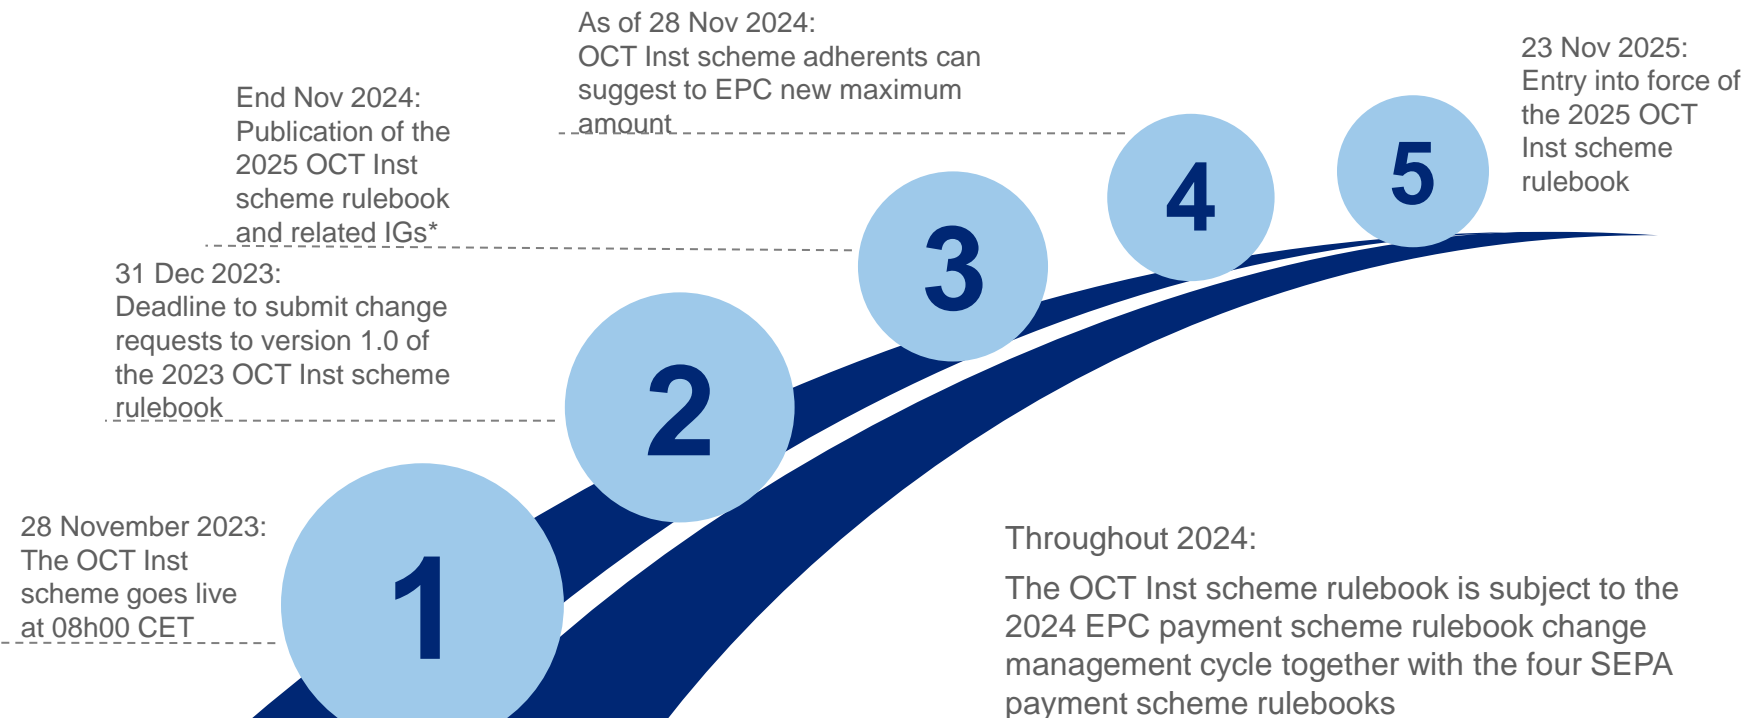 28 November 2023:
The OCT Inst
scheme goes live
at 08h00 CET
1
31 Dec 2023:
Deadline to submit change
requests to version 1.0 of
the 2023 OCT Inst scheme
rulebook
2
End Nov 2024:
Publication of the
2025 OCT Inst
scheme rulebook
and related IGs*
3
As of 28 Nov 2024:
OCT Inst scheme adherents can
suggest to EPC new maximum
amount
4
23 Nov 2025:
Entry into force of
the 2025 OCT
Inst scheme
rulebook
5
Throughout 2024:
The OCT Inst scheme rulebook is subject to the
2024 EPC payment scheme rulebook change
management cycle together with the four SEPA
payment scheme rulebooks